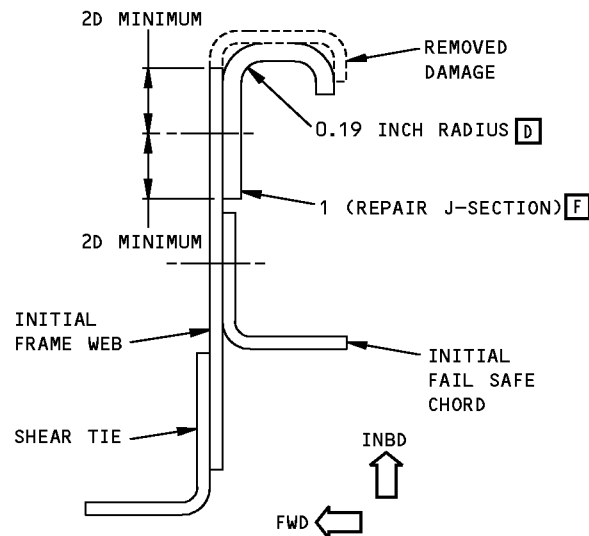 2D MINIMUM
REMOVED
DAMAGE
0.19 INCH RADIUS D
1 (REPAIR J-SECTION) F
2D MINIMUM
INITIAL
FRAME WEB
INITIAL
FAIL SAFE
CHORD
SHEAR TIE
INBD
FWD